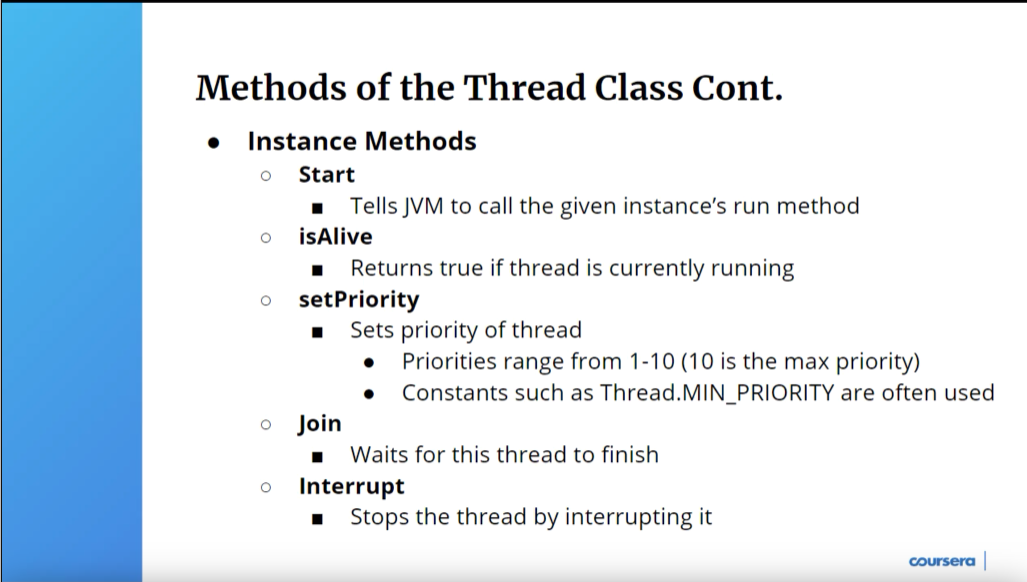 Methods of the Thread Class Cont.
● Instance Methods
○ Start
■ Tells JVM to call the given instance’s run method
○ isAlive
■ Returns true if thread is currently running
○ setPriority
■ Sets priority of thread
● Priorities range from 1-10 (10 is the max priority)
● Constants such as Thread.MIN_PRIORITY are often used
○ Join
■ Waits for this thread to finish
○ Interrupt
■ Stops the thread by interrupting it
coursera |